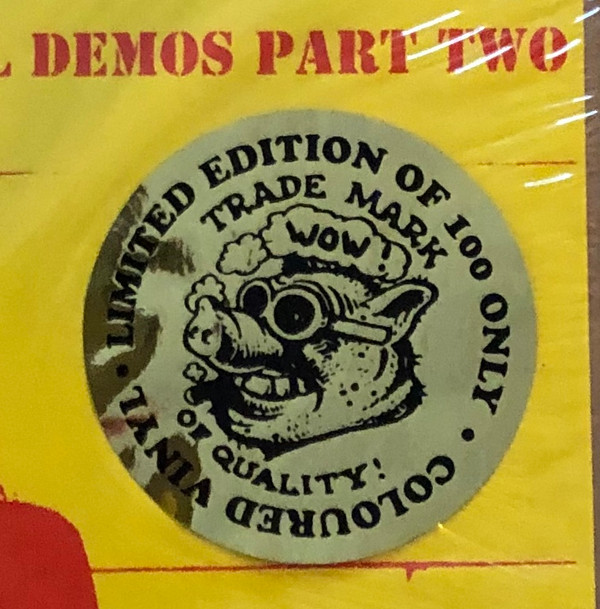 L DEMOS PART TWO
LIMITED EDITION OF 100 ONLY • COLOURED VINYL •
TRADE MARK
WOW!
OF QUALITY!